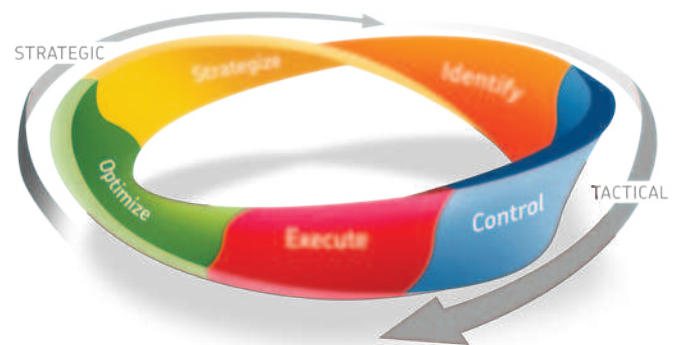 STRATEGIC
Strategize
Identify
TACTICAL
Optimize
Control
Execute